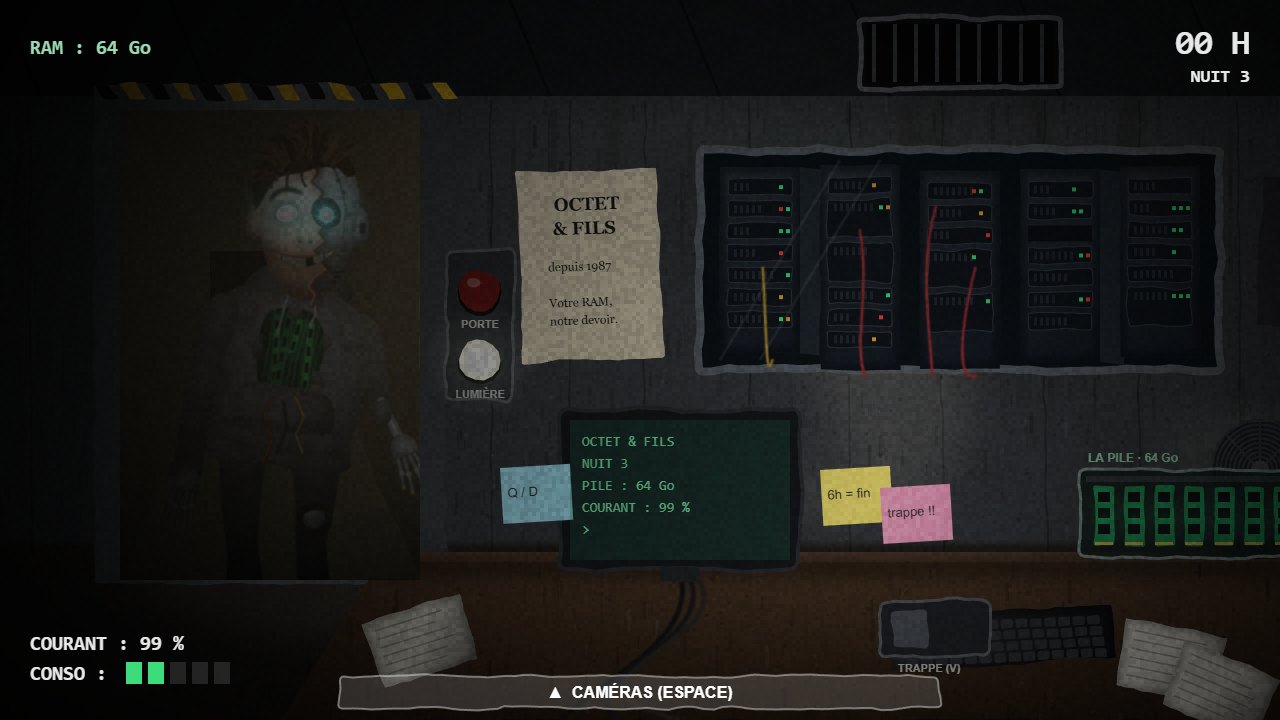 RAM : 64 Go
00 H
NUIT 3
OCTET
& FILS
depuis 1987
Votre RAM,
notre devoir.
PORTE
LUMIÈRE
OCTET & FILS
NUIT 3
PILE : 64 Go
COURANT : 99 %
>
Q / D
6h = fin
trappe !!
LA PILE · 64 Go
COURANT : 99 %
CONSO :
TRAPPE (V)
▲ CAMÉRAS (ESPACE)